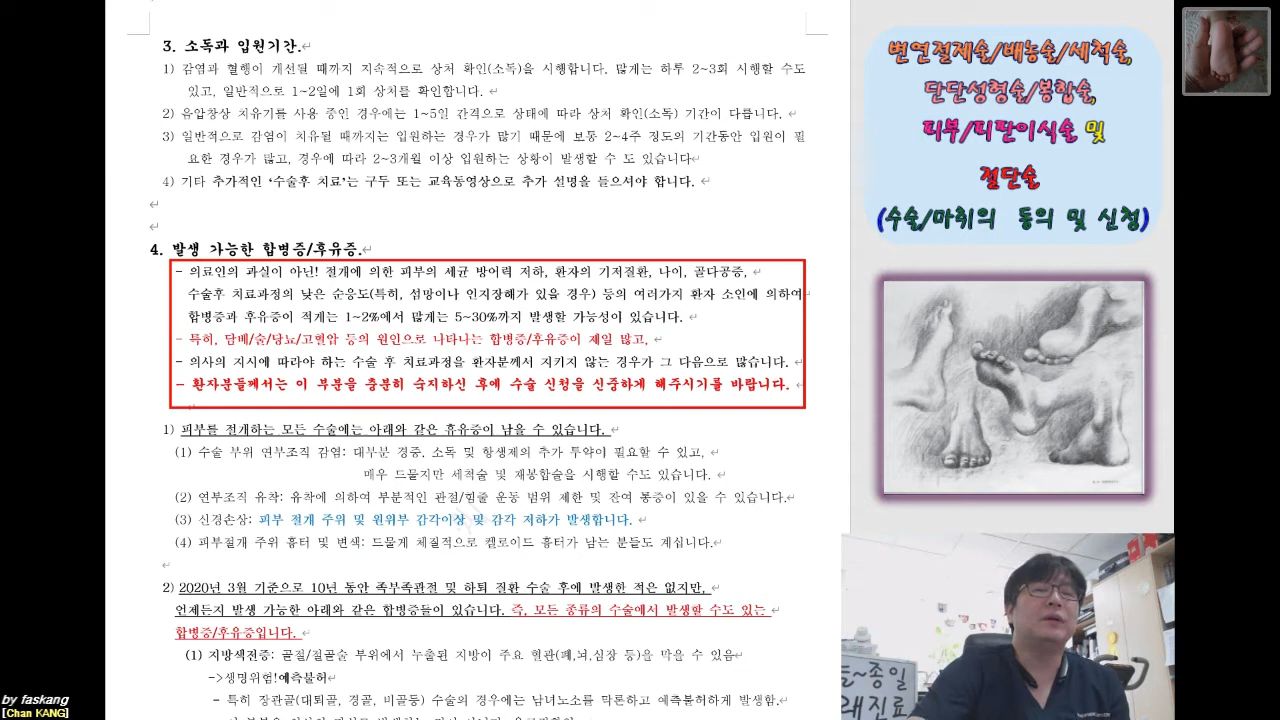 3. 소독과 입원기간.
1) 감염과 혈행이 개선될 때까지 지속적으로 상처 확인(소독)을 시행합니다. 많게는 하루 2~3회 시행할 수도
있고, 일반적으로 1~2일에 1회 상처를 확인합니다.
2) 음압창상 치유기를 사용 중인 경우에는 1~5일 간격으로 상태에 따라 상처 확인(소독) 기간이 다릅니다.
3) 일반적으로 감염이 치유될 때까지는 입원하는 경우가 많기 때문에 보통 2~4주 정도의 기간동안 입원이 필
요한 경우가 많고, 경우에 따라 2~3개월 이상 입원하는 상황이 발생할 수 도 있습니다
4) 기타 추가적인 '수술후 치료'는 구두 또는 교육동영상으로 추가 설명을 들으셔야 합니다.
4. 발생 가능한 합병증/후유증.
- 의료인의 과실이 아닌! 절개에 의한 피부의 세균 방어력 저하, 환자의 기저질환, 나이, 골다공증,
수술후 치료과정의 낮은 순응도(특히, 섬망이나 인지장해가 있을 경우) 등의 여러가지 환자 소인에 의하여
합병증과 후유증이 적게는 1~2%에서 많게는 5~30%까지 발생할 가능성이 있습니다.
- 특히, 담배/술/당뇨/고혈압 등의 원인으로 나타나는 합병증/후유증이 제일 많고,
- 의사의 지시에 따라야 하는 수술 후 치료과정을 환자분께서 지키지 않는 경우가 그 다음으로 많습니다.
- 환자분들께서는 이 부분을 충분히 숙지하신 후에 수술 신청을 신중하게 해주시기를 바랍니다.
1) 피부를 절개하는 모든 수술에는 아래와 같은 휴유증이 남을 수 있습니다.
(1) 수술 부위 연부조직 감염: 대부분 경증. 소독 및 항생제의 추가 투약이 필요할 수 있고,
매우 드물지만 세척술 및 재봉합술을 시행할 수도 있습니다.
(2) 연부조직 유착: 유착에 의하여 부분적인 관절/힘줄 운동 범위 제한 및 잔여 통증이 있을 수 있습니다.
(3) 신경손상: 피부 절개 주위 및 원위부 감각이상 및 감각 저하가 발생합니다.
(4) 피부절개 주위 흉터 및 변색: 드물게 체질적으로 켈로이드 흉터가 남는 분들도 계십니다.
2) 2020년 3월 기준으로 10년 동안 족부족관절 및 하퇴 질환 수술 후에 발생한 적은 없지만,
언제든지 발생 가능한 아래와 같은 합병증들이 있습니다. 즉, 모든 종류의 수술에서 발생할 수도 있는
합병증/후유증입니다.
(1) 지방색전증: 골절/절골술 부위에서 누출된 지방이 주요 혈관(폐,뇌,심장 등)을 막을 수 있음
->생명위험!예측불허
- 특히 장관골(대퇴골, 경골, 비골등) 수술의 경우에는 남녀노소를 막론하고 예측불허하게 발생함.
변연절제술/배농술/세척술,
단단성형술/봉합술,
피부/피판이식술 및
절단술
(수술/마취의 동의 및 신청)
종일
래진료
by faskang
[Chan KANG]